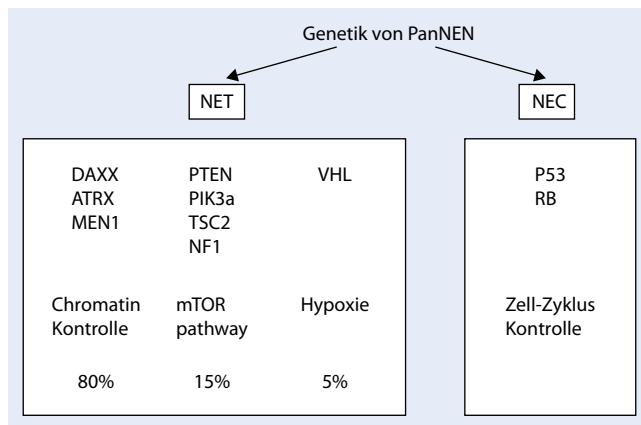 Genetik von PanNEN
NET
NEC
DAXX PTEN VHL
ATRX PIK3a
MEN1 TSC2
NF1
Chromatin mTOR Hypoxie
Kontrolle pathway
80% 15% 5%
P53
RB
Zell-Zyklus
Kontrolle